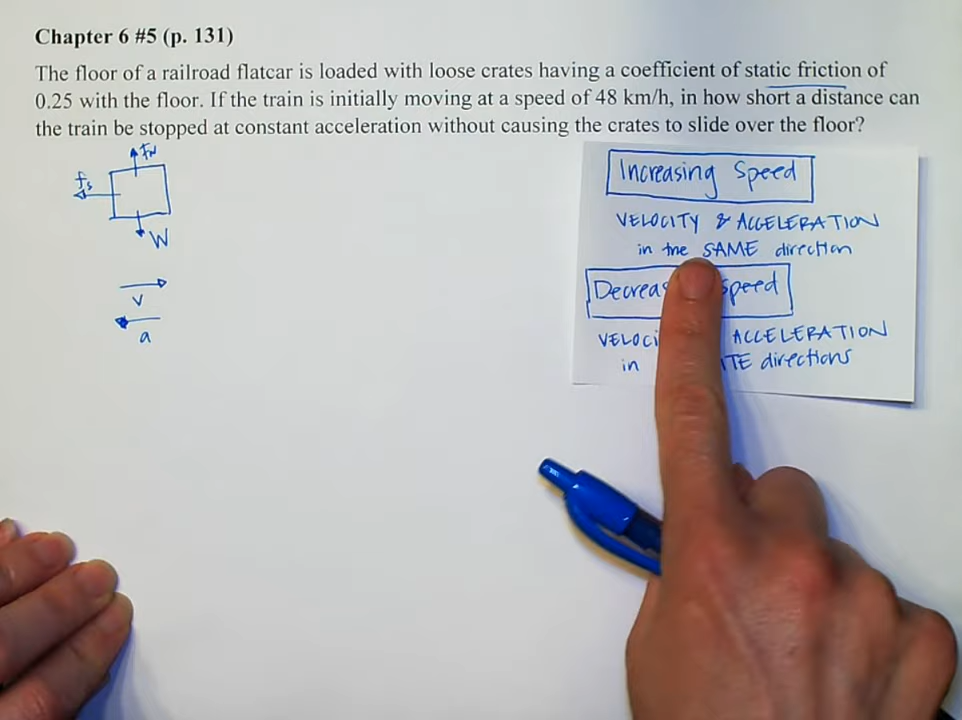 Chapter 6 #5 (p. 131)
The floor of a railroad flatcar is loaded with loose crates having a coefficient of static friction of
0.25 with the floor. If the train is initially moving at a speed of 48 km/h, in how short a distance can
the train be stopped at constant acceleration without causing the crates to slide over the floor?
FN
fs
W
v
a
Increasing Speed
VELOCITY & ACCELERATION
in the SAME direction
Speed
ACCELERATION
in directions